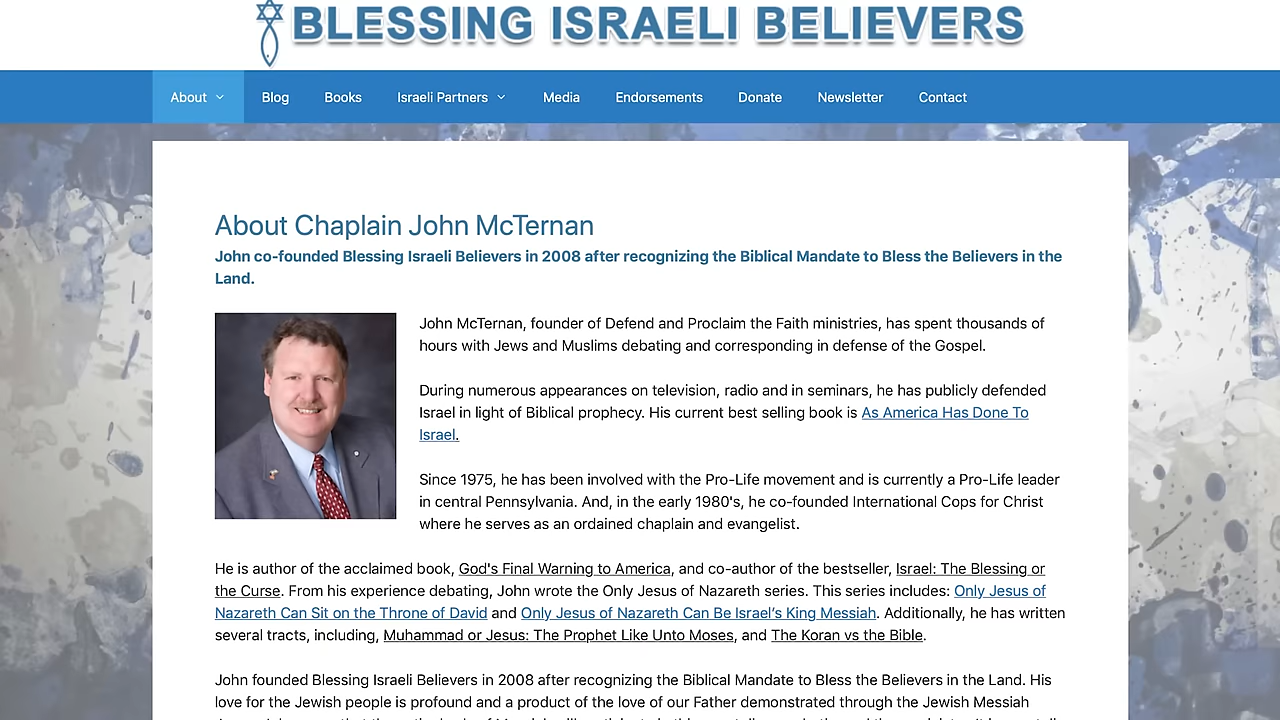 BLESSING ISRAELI BELIEVERS
About Blog Books Israeli Partners Media Endorsements Donate Newsletter Contact
About Chaplain John McTernan
John co-founded Blessing Israeli Believers in 2008 after recognizing the Biblical Mandate to Bless the Believers in the
Land.
John McTernan, founder of Defend and Proclaim the Faith ministries, has spent thousands of
hours with Jews and Muslims debating and corresponding in defense of the Gospel.
During numerous appearances on television, radio and in seminars, he has publicly defended
Israel in light of Biblical prophecy. His current best selling book is As America Has Done To
Israel.
Since 1975, he has been involved with the Pro-Life movement and is currently a Pro-Life leader
in central Pennsylvania. And, in the early 1980's, he co-founded International Cops for Christ
where he serves as an ordained chaplain and evangelist.
He is author of the acclaimed book, God's Final Warning to America, and co-author of the bestseller, Israel: The Blessing or
the Curse. From his experience debating, John wrote the Only Jesus of Nazareth series. This series includes: Only Jesus of
Nazareth Can Sit on the Throne of David and Only Jesus of Nazareth Can Be Israel’s King Messiah. Additionally, he has written
several tracts, including, Muhammad or Jesus: The Prophet Like Unto Moses, and The Koran vs the Bible.
John founded Blessing Israeli Believers in 2008 after recognizing the Biblical Mandate to Bless the Believers in the Land. His
love for the Jewish people is profound and a product of the love of our Father demonstrated through the Jewish Messiah